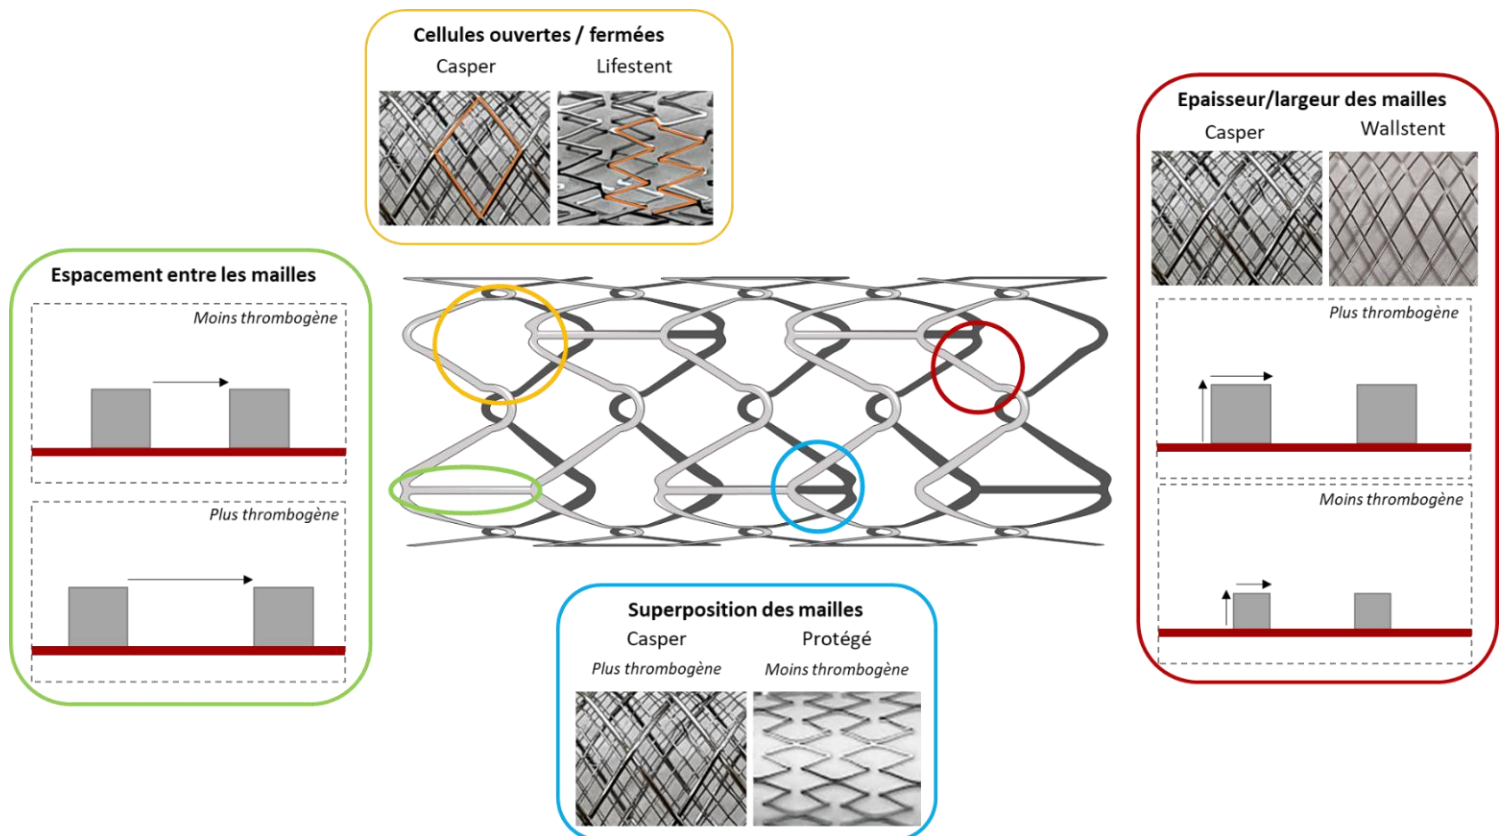 Cellules ouvertes / fermées
Casper
Lifestent
Espacement entre les mailles
Moins thrombogène
Plus thrombogène
Epaisseur/largeur des mailles
Casper
Wallstent
Plus thrombogène
Moins thrombogène
Superposition des mailles
Casper
Protégé
Plus thrombogène
Moins thrombogène